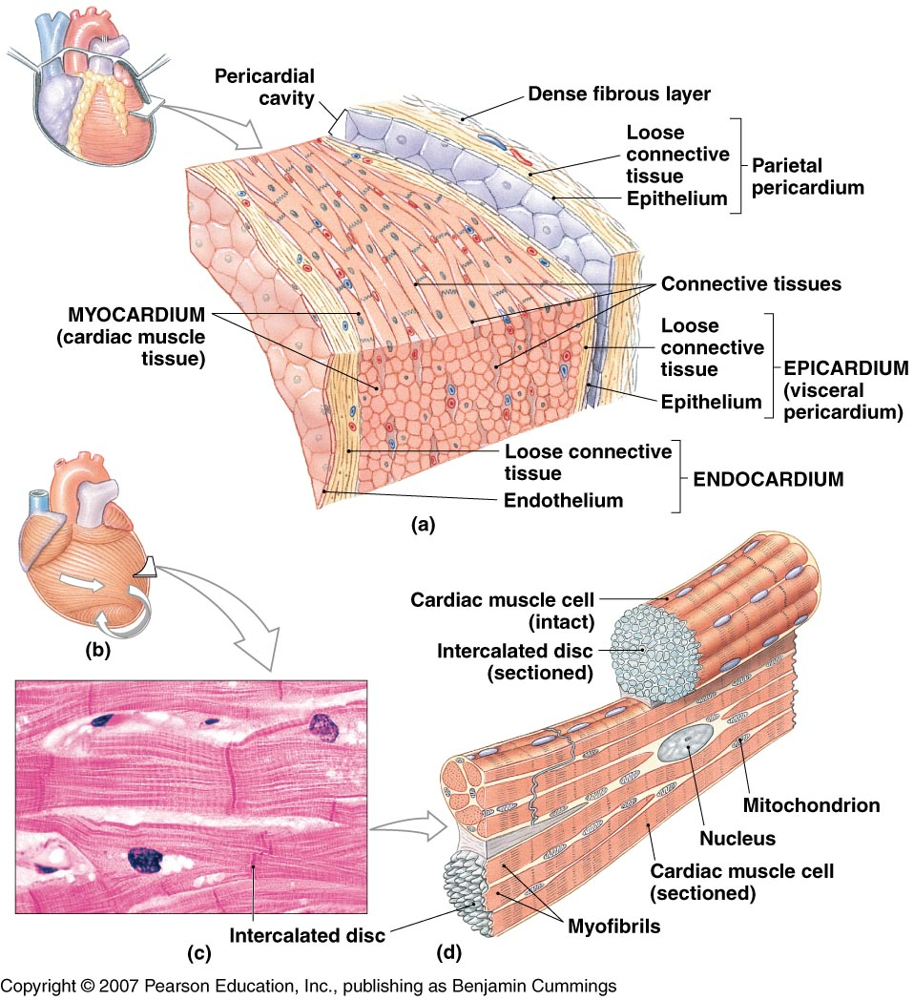 Pericardial
cavity
Dense fibrous layer
Loose
connective
tissue
Epithelium
Parietal
pericardium
Connective tissues
MYOCARDIUM
(cardiac muscle
tissue)
Loose
connective
tissue
Epithelium
EPICARDIUM
(visceral
pericardium)
Loose connective
tissue
Endothelium
ENDOCARDIUM
(a)
(b)
Cardiac muscle cell
(intact)
Intercalated disc
(sectioned)
Mitochondrion
Nucleus
Cardiac muscle cell
(sectioned)
Myofibrils
Intercalated disc
(c)
(d)
Copyright © 2007 Pearson Education, Inc., publishing as Benjamin Cummings